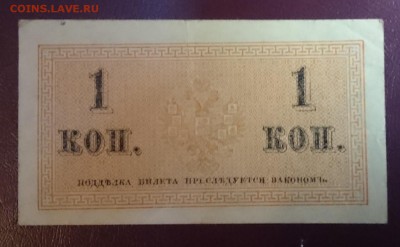 COINS.LAVE.RU
1 1
КОП. КОП.
ПОДДѢЛКА БИЛЕТА ПРЕСЛѢДУЕТСЯ ЗАКОНОМЪ.